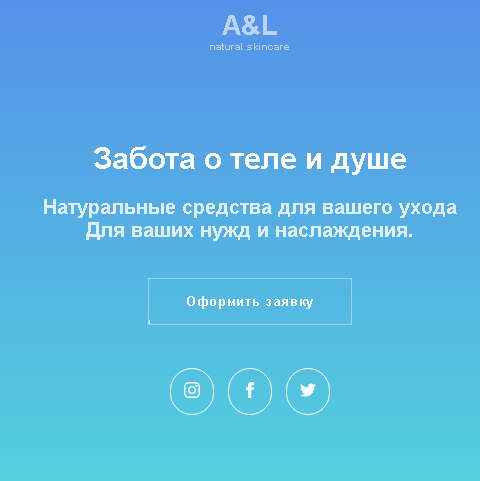 A&L
natural skincare
Забота о теле и душе
Натуральные средства для вашего ухода
Для ваших нужд и наслаждения.
Оформить заявку